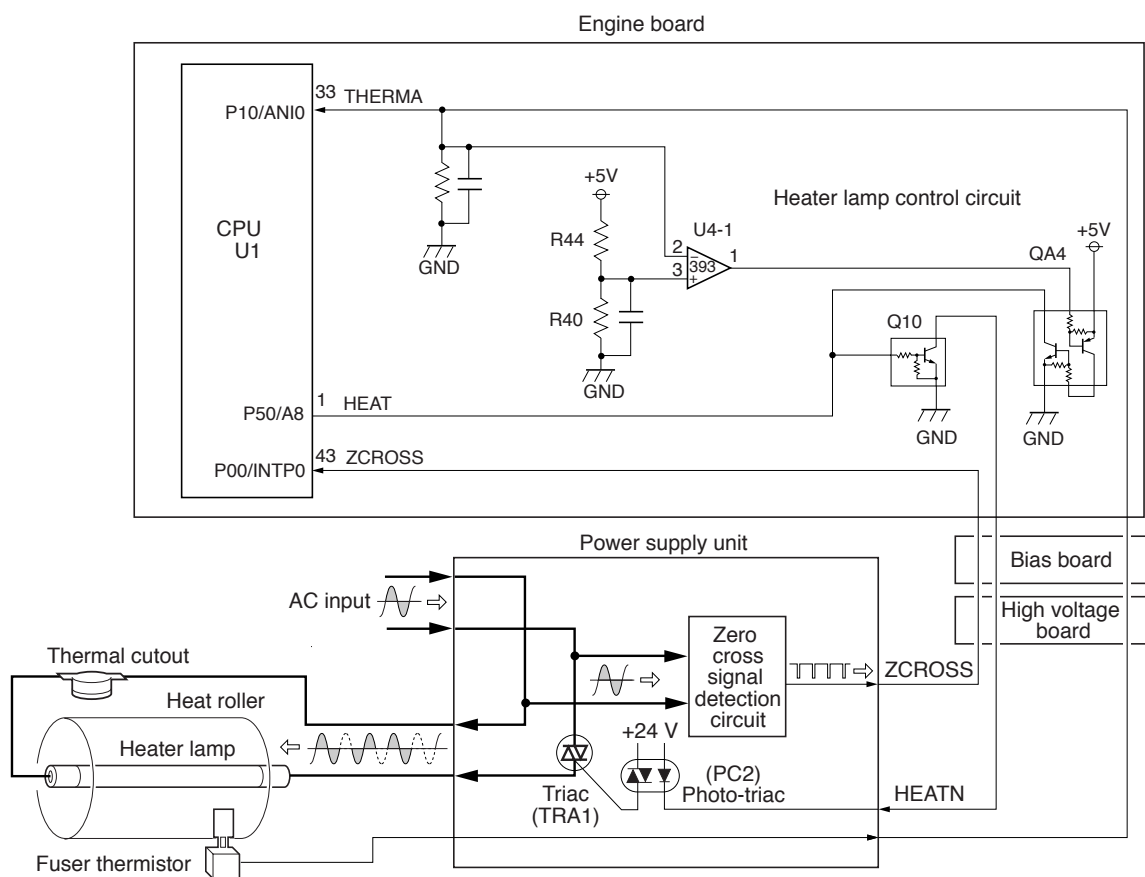 Engine board
33 THERMA
P10/ANI0
CPU
U1
GND
+5V
R44
R40
GND
Heater lamp control circuit
U4-1
2
3
393
−
+
1
QA4
+5V
Q10
GND
GND
1 HEAT
P50/A8
43 ZCROSS
P00/INTP0
Power supply unit
Bias board
High voltage
board
AC input
Zero
cross
signal
detection
circuit
ZCROSS
Thermal cutout
Heat roller
Heater lamp
Fuser thermistor
Triac
(TRA1)
+24 V
(PC2)
Photo-triac
HEATN